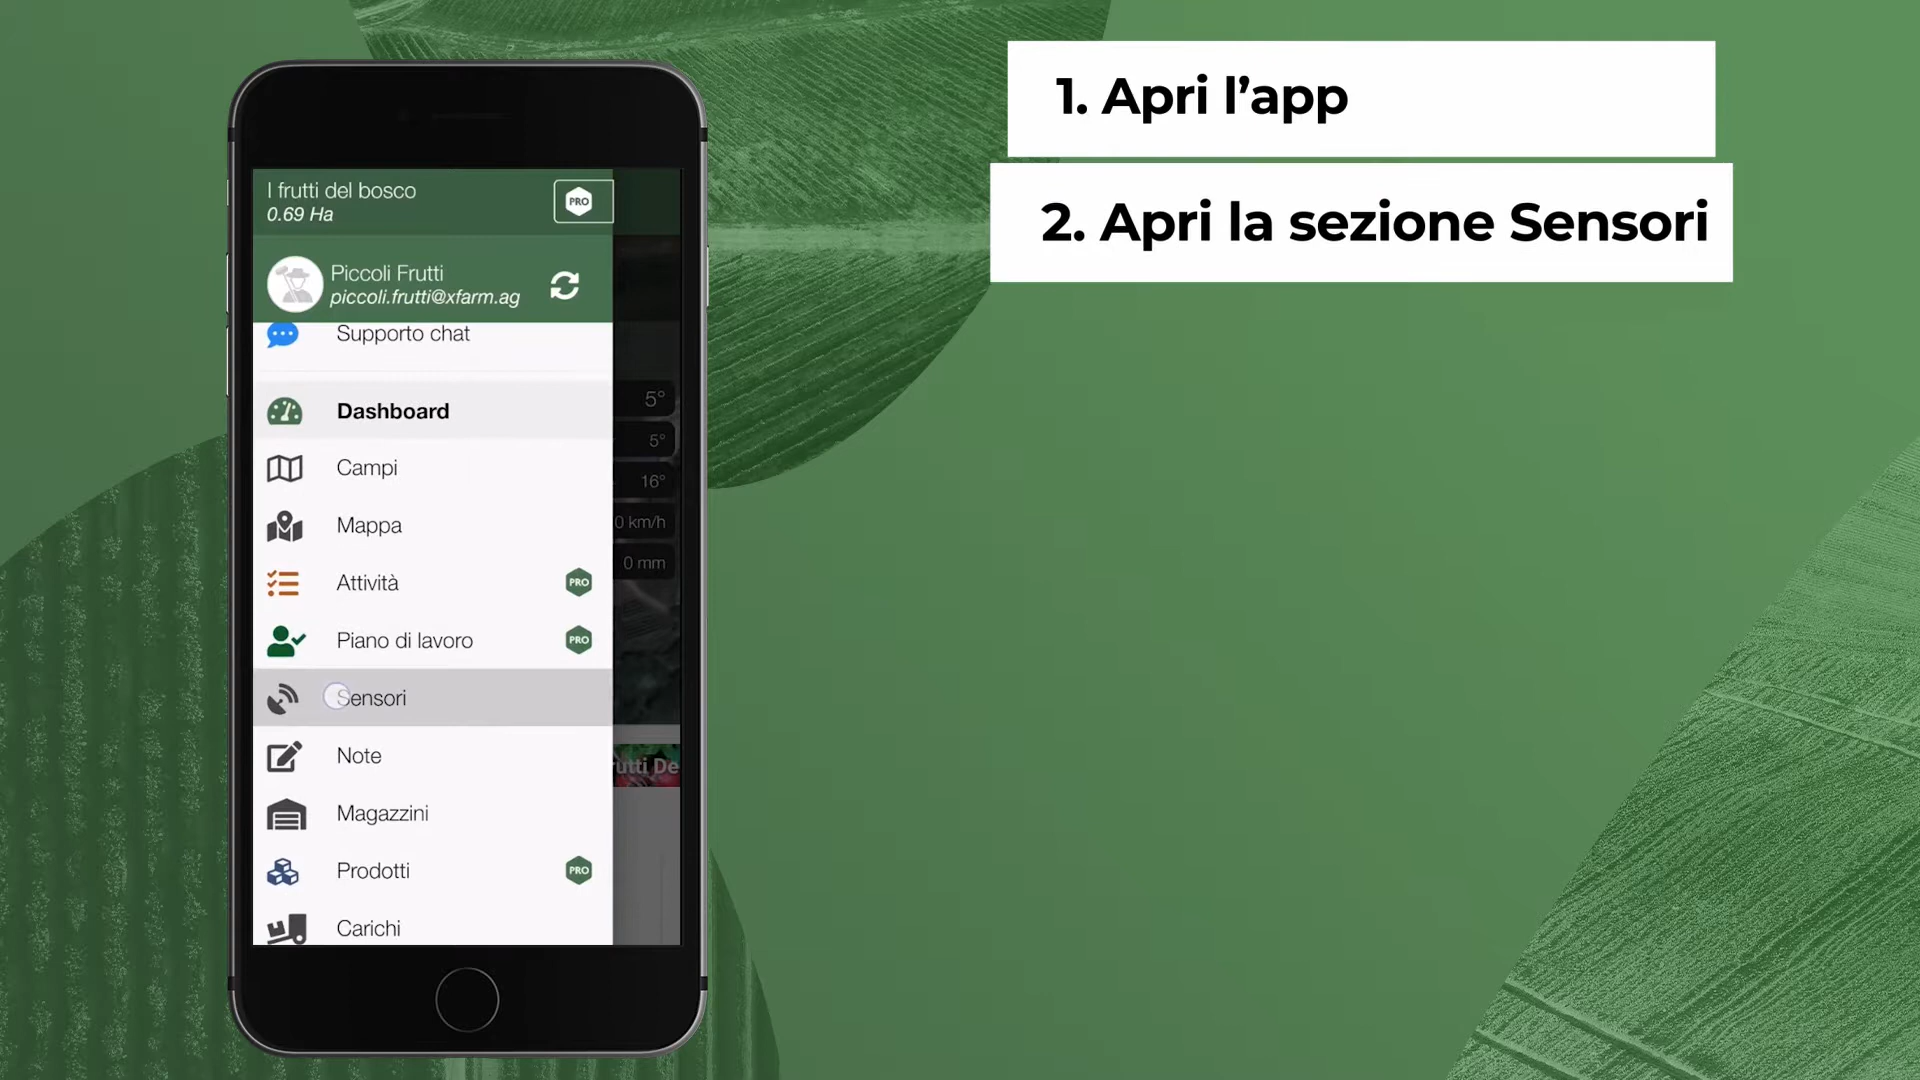 1. Apri l’app
2. Apri la sezione Sensori
I frutti del bosco
0.69 Ha
PRO
Piccoli Frutti
piccoli.frutti@xfarm.ag
Supporto chat
Dashboard
Campi
Mappa
Attività PRO
Piano di lavoro PRO
Sensori
Note
Magazzini
Prodotti PRO
Carichi
5°
5°
16°
0 km/h
0 mm
utti De